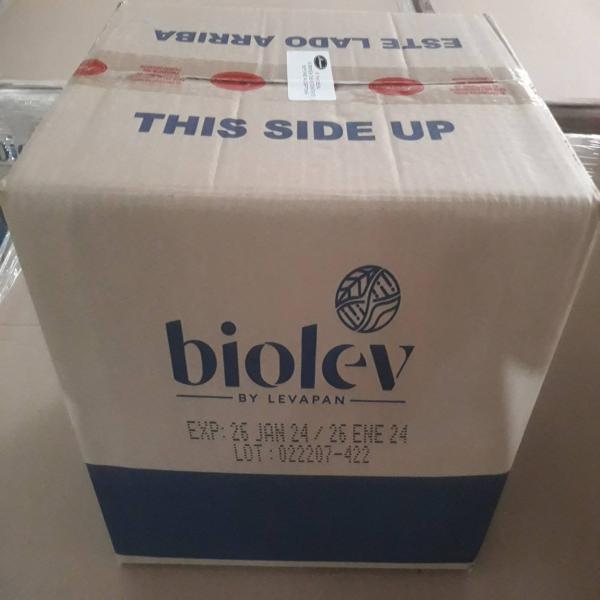 ESTE LADO ARRIBA
THIS SIDE UP
biolev
BY LEVAPAN
EXP: 26 JAN 24 / 26 ENE 24
LOT : 022207-422